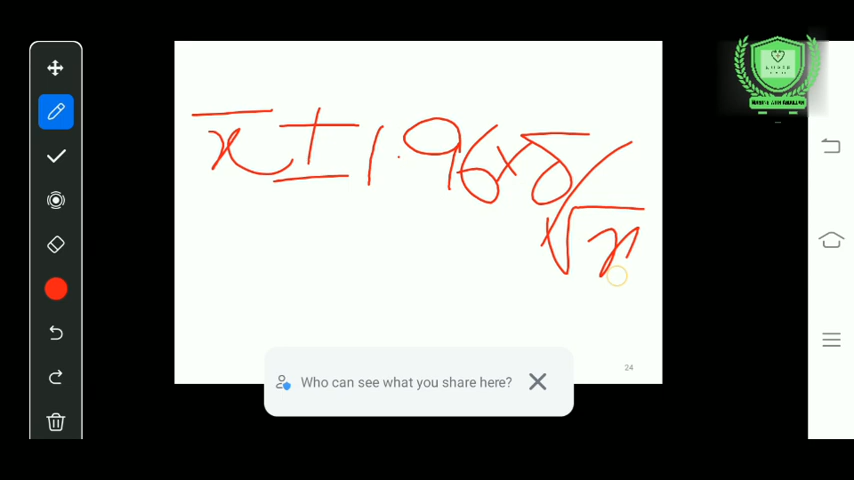 x̄ ± 1.96 × σ/√n
Who can see what you share here?
24